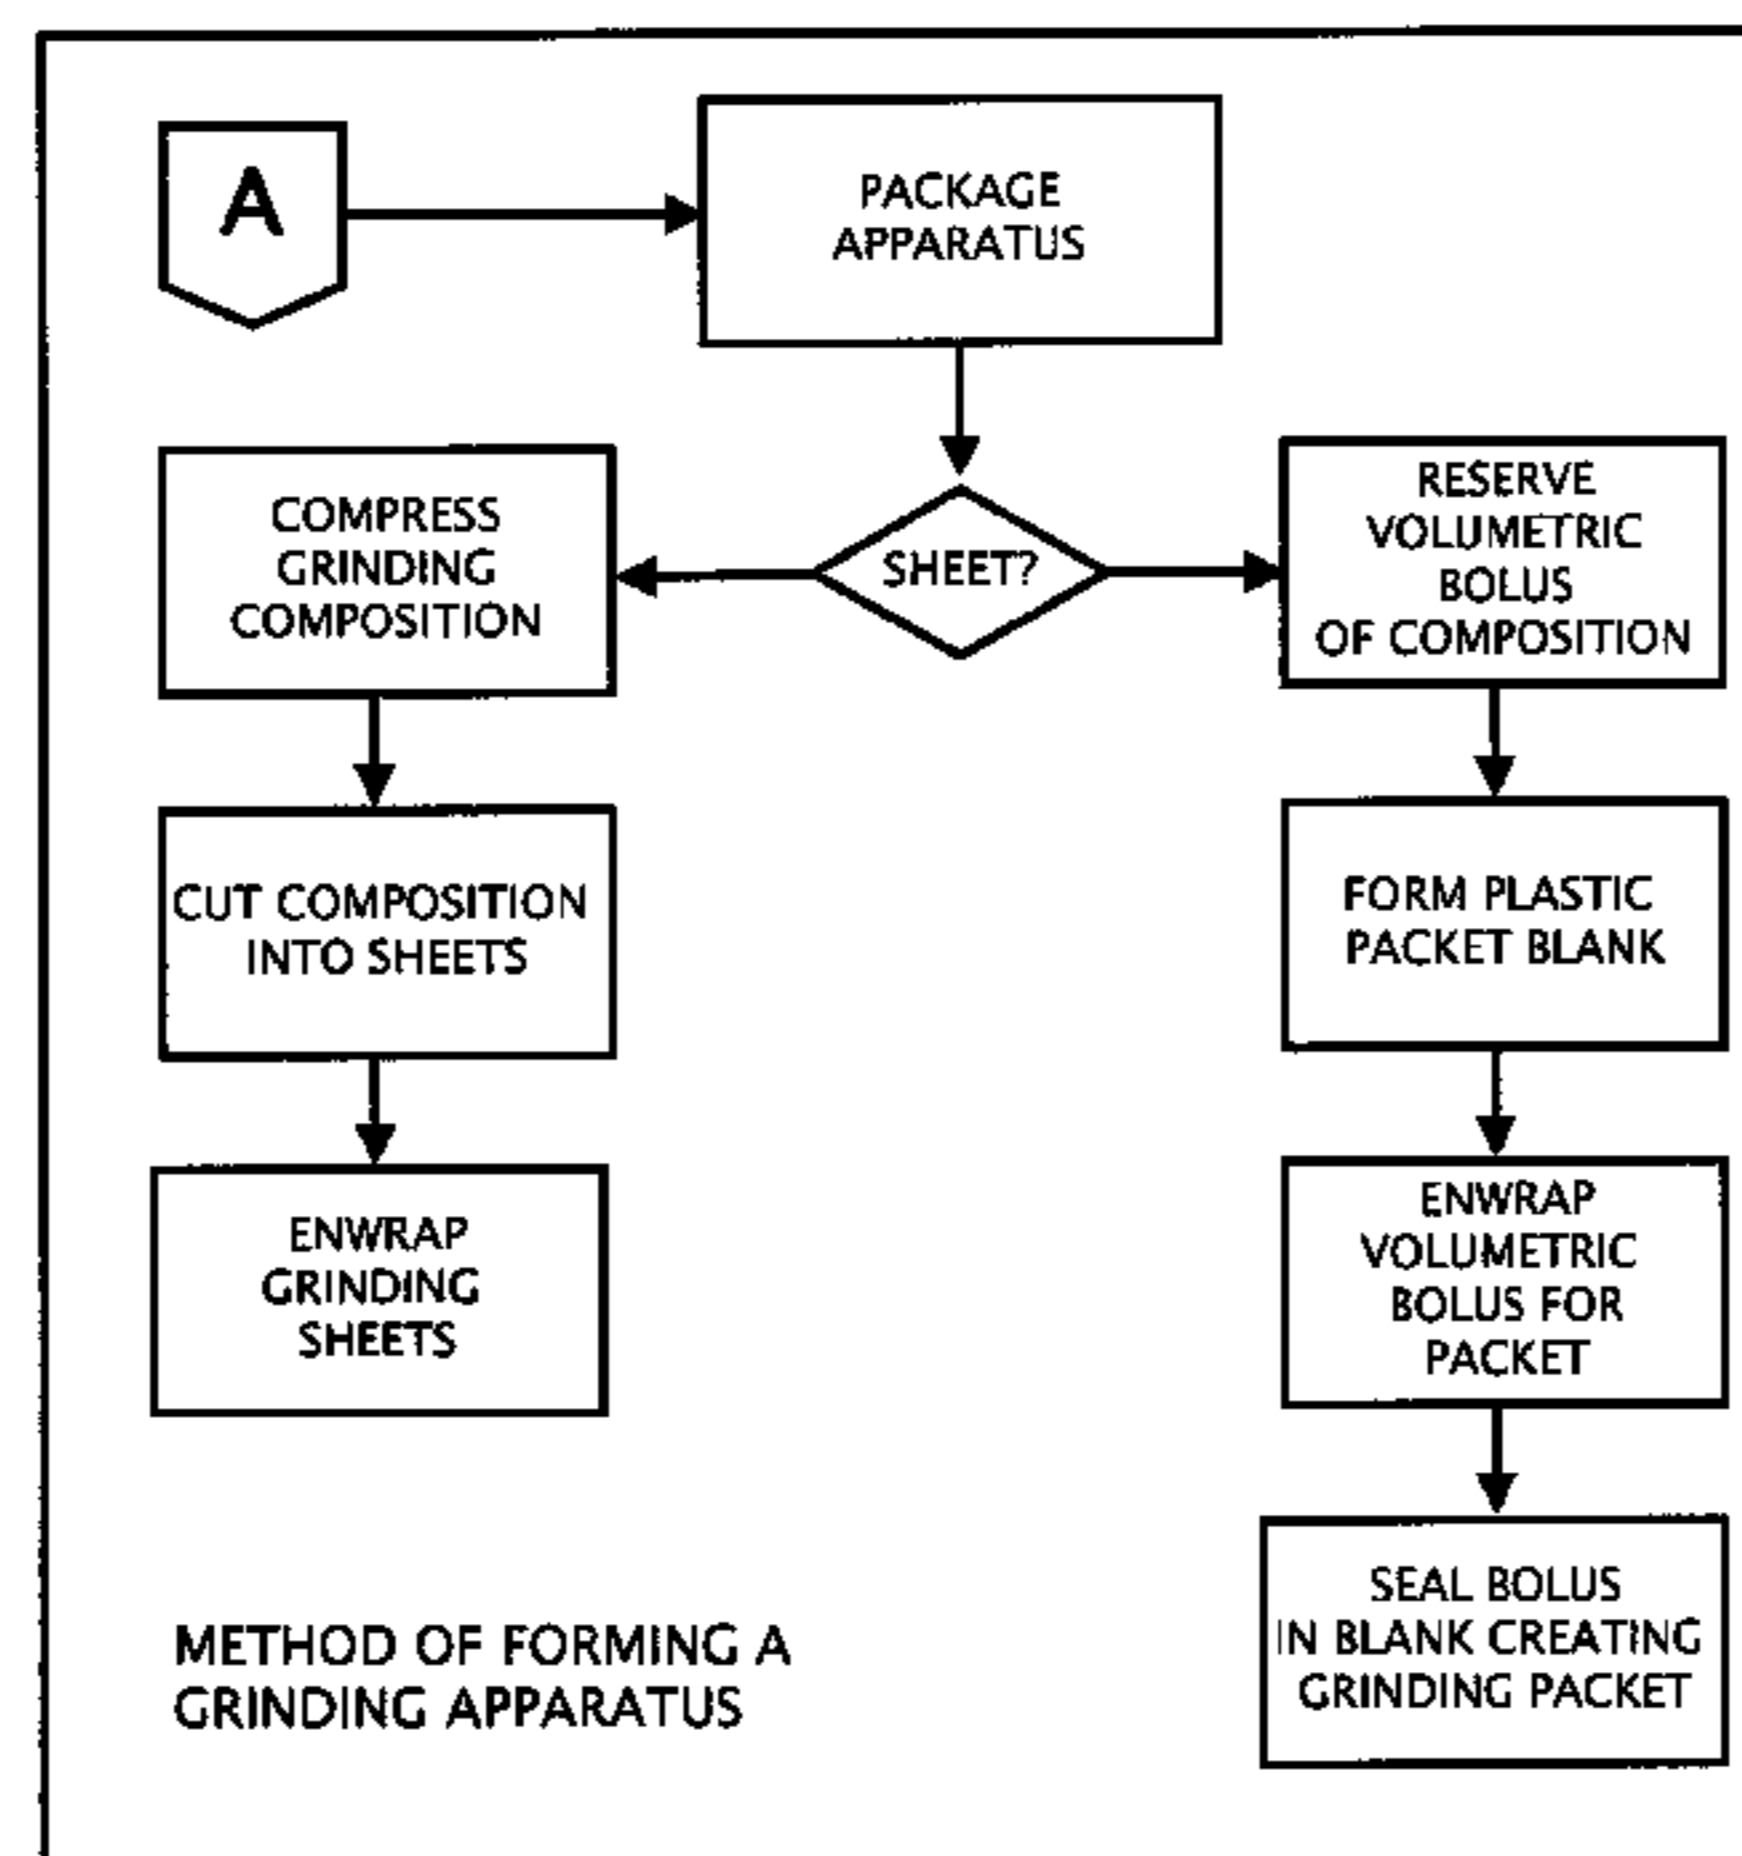 A
PACKAGE
APPARATUS
SHEET?
COMPRESS
GRINDING
COMPOSITION
CUT COMPOSITION
INTO SHEETS
ENWRAP
GRINDING
SHEETS
RESERVE
VOLUMETRIC
BOLUS
OF COMPOSITION
FORM PLASTIC
PACKET BLANK
ENWRAP
VOLUMETRIC
BOLUS FOR
PACKET
SEAL BOLUS
IN BLANK CREATING
GRINDING PACKET
METHOD OF FORMING A
GRINDING APPARATUS